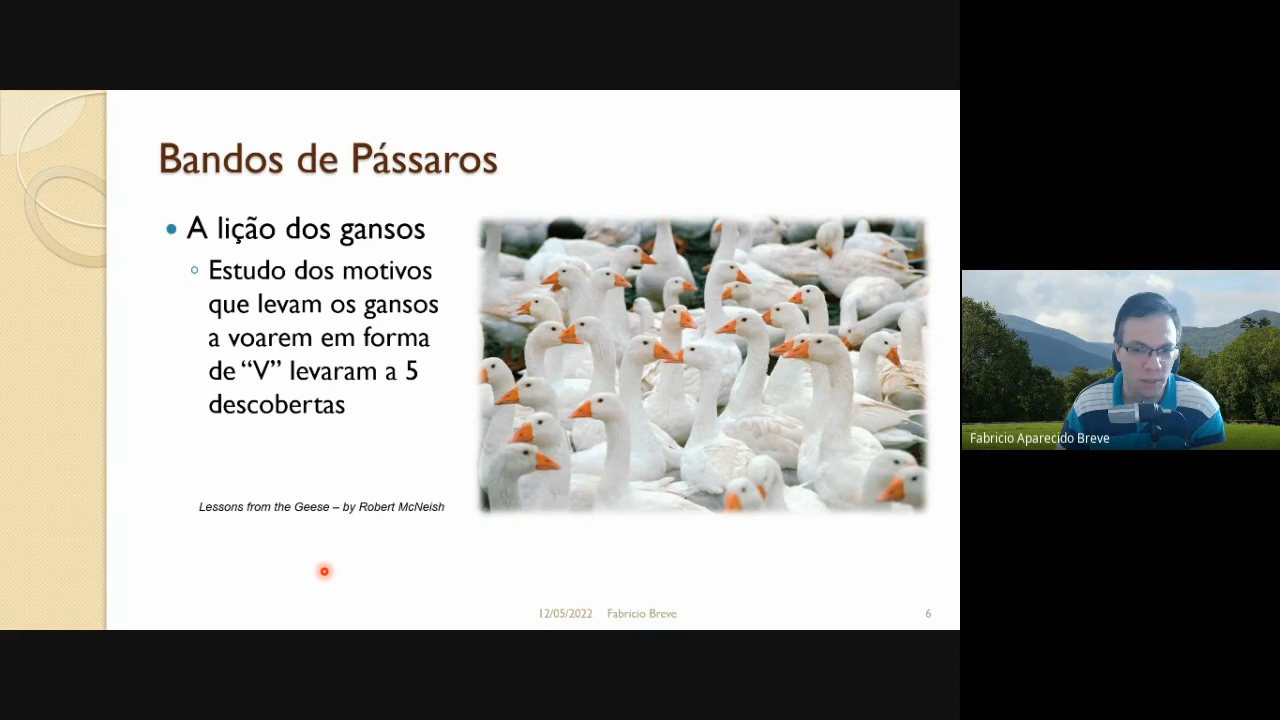 Bandos de Pássaros
A lição dos gansos
Estudo dos motivos
que levam os gansos
a voarem em forma
de “V” levaram a 5
descobertas
Lessons from the Geese – by Robert McNeish
12/05/2022 Fabricio Breve 6
Fabricio Aparecido Breve